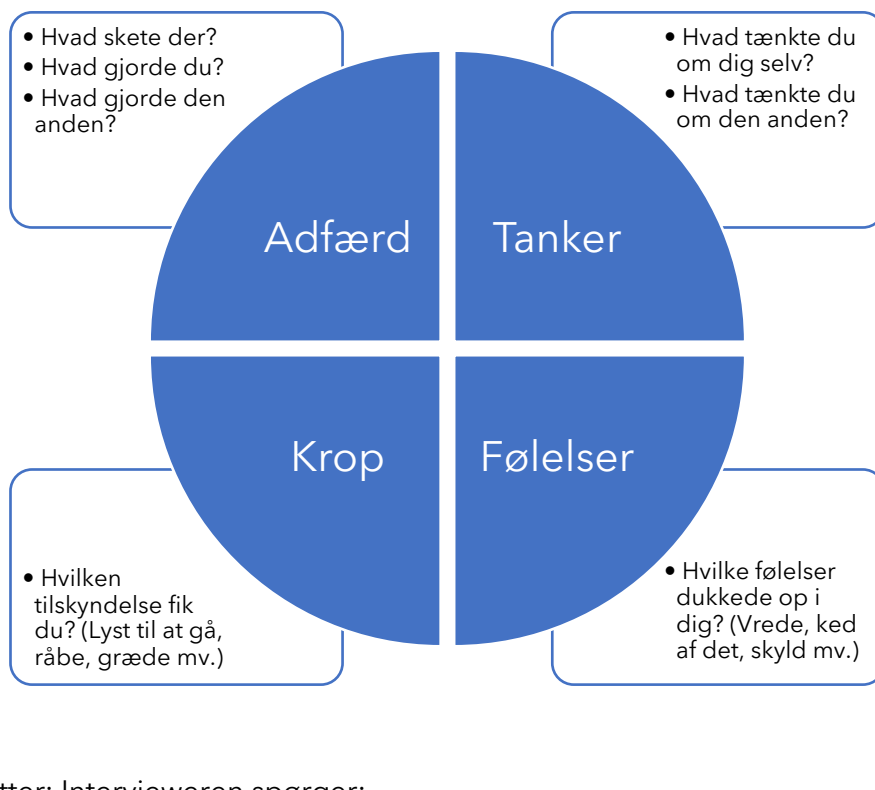 • Hvad skete der?
• Hvad gjorde du?
• Hvad gjorde den
anden?
• Hvad tænkte du
om dig selv?
• Hvad tænkte du
om den anden?
Adfærd
Tanker
Krop
Følelser
• Hvilken
tilskyndelse fik
du? (Lyst til at gå,
råbe, græde mv.)
• Hvilke følelser
dukkede op i
dig? (Vrede, ked
af det, skyld mv.)
Intervieweren spørger: